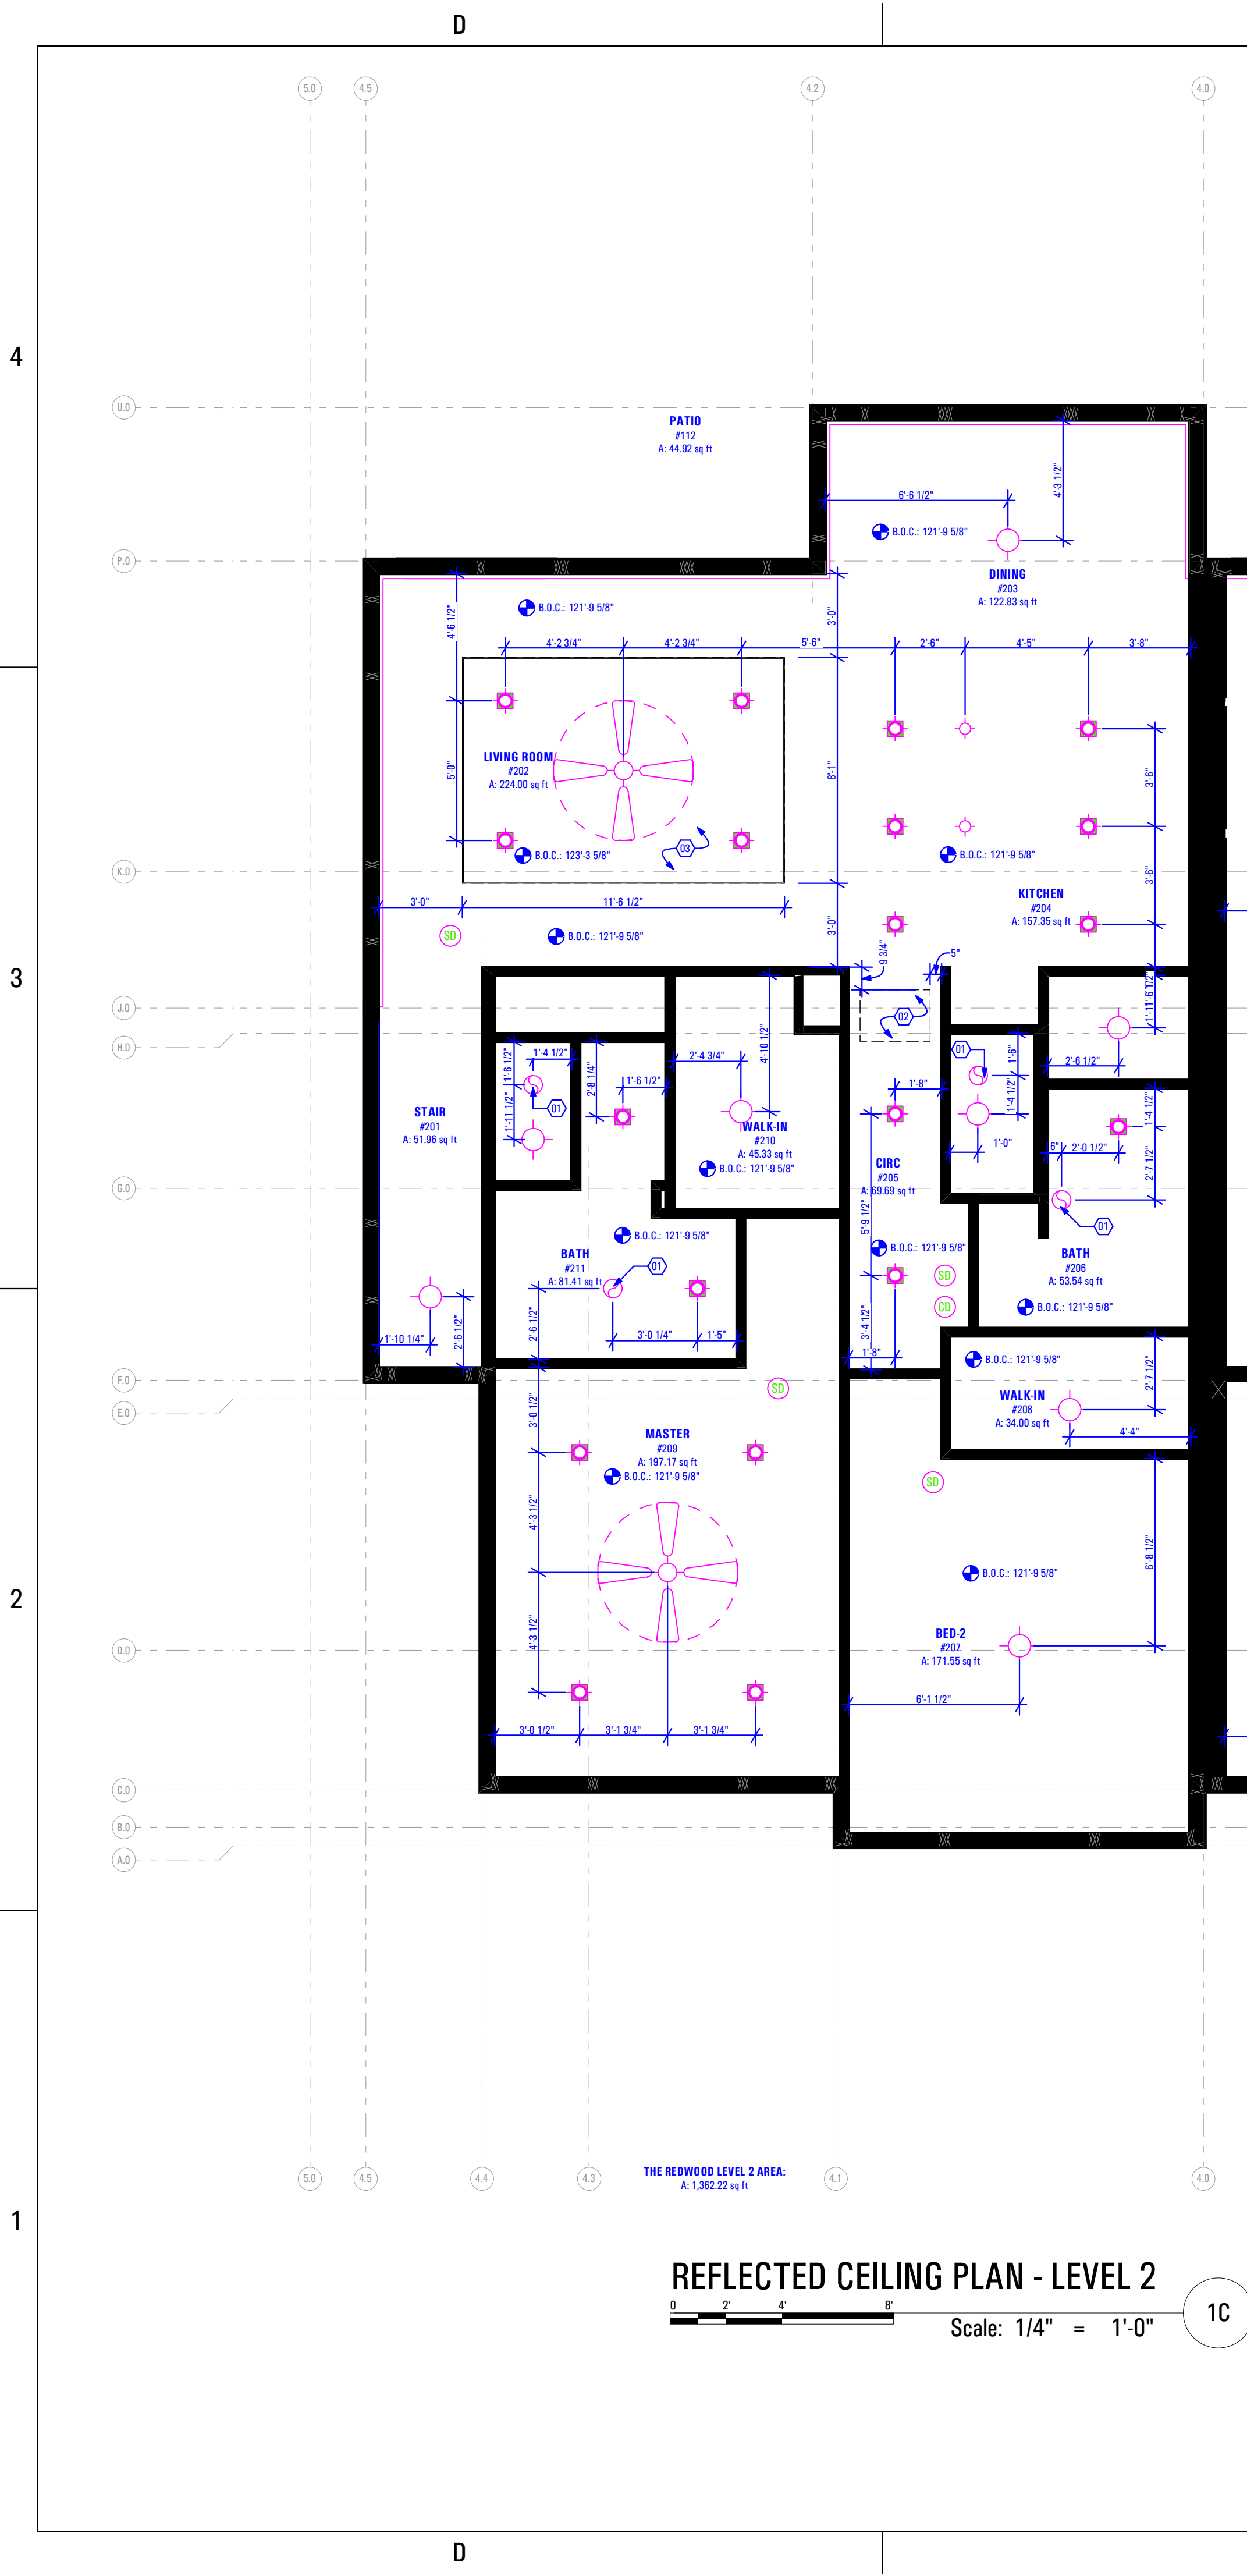 D
5.0
4.5
4.2
4.0
4
U.0
PATIO
#112
A: 44.92 sq ft
4'-3 1/2"
6'-6 1/2"
B.O.C.: 121'-9 5/8"
P.0
DINING
#203
A: 122.83 sq ft
B.O.C.: 121'-9 5/8"
4'-6 1/2"
3'-0"
4'-2 3/4"
4'-2 3/4"
5'-6"
2'-6"
4'-5"
3'-8"
LIVING ROOM
#202
A: 224.00 sq ft
5'-0"
8'-1"
3'-6"
03
B.O.C.: 123'-3 5/8"
B.O.C.: 121'-9 5/8"
K.0
3'-6"
KITCHEN
#204
A: 157.35 sq ft
3'-0"
11'-6 1/2"
3'-0"
SD
B.O.C.: 121'-9 5/8"
9 3/4"
5"
3
J.0
02
1'-11"
1'-6 1/2"
H.0
4'-10 1/2"
01
1'-6"
1'-4 1/2"
2'-4 3/4"
2'-6 1/2"
1'-6 1/2"
2'-8 1/4"
1'-6 1/2"
1'-8"
1'-4 1/2"
1'-4 1/2"
STAIR
#201
A: 51.96 sq ft
1'-11 1/2"
01
WALK-IN
#210
A: 45.33 sq ft
B.O.C.: 121'-9 5/8"
1'-0"
6"
2'-0 1/2"
2'-7 1/2"
CIRC
#205
A: 69.69 sq ft
G.0
5'-9 1/2"
01
B.O.C.: 121'-9 5/8"
B.O.C.: 121'-9 5/8"
BATH
#211
A: 81.41 sq ft
01
BATH
#206
A: 53.54 sq ft
SD
CD
B.O.C.: 121'-9 5/8"
1'-10 1/4"
2'-6 1/2"
2'-6 1/2"
3'-0 1/4"
1'-5"
3'-4 1/2"
1'-8"
B.O.C.: 121'-9 5/8"
2'-7 1/2"
F.0
SD
WALK-IN
#208
A: 34.00 sq ft
E.0
3'-0 1/2"
4'-4"
MASTER
#209
A: 197.17 sq ft
B.O.C.: 121'-9 5/8"
SD
4'-3 1/2"
6'-8 1/2"
B.O.C.: 121'-9 5/8"
2
BED-2
#207
A: 171.55 sq ft
4'-3 1/2"
D.0
6'-1 1/2"
3'-0 1/2"
3'-1 3/4"
3'-1 3/4"
C.0
B.0
A.0
5.0
4.5
4.4
4.3
4.1
4.0
THE REDWOOD LEVEL 2 AREA:
A: 1,362.22 sq ft
1
REFLECTED CEILING PLAN - LEVEL 2
0
2'
4'
8'
Scale: 1/4" = 1'-0"
1C
D